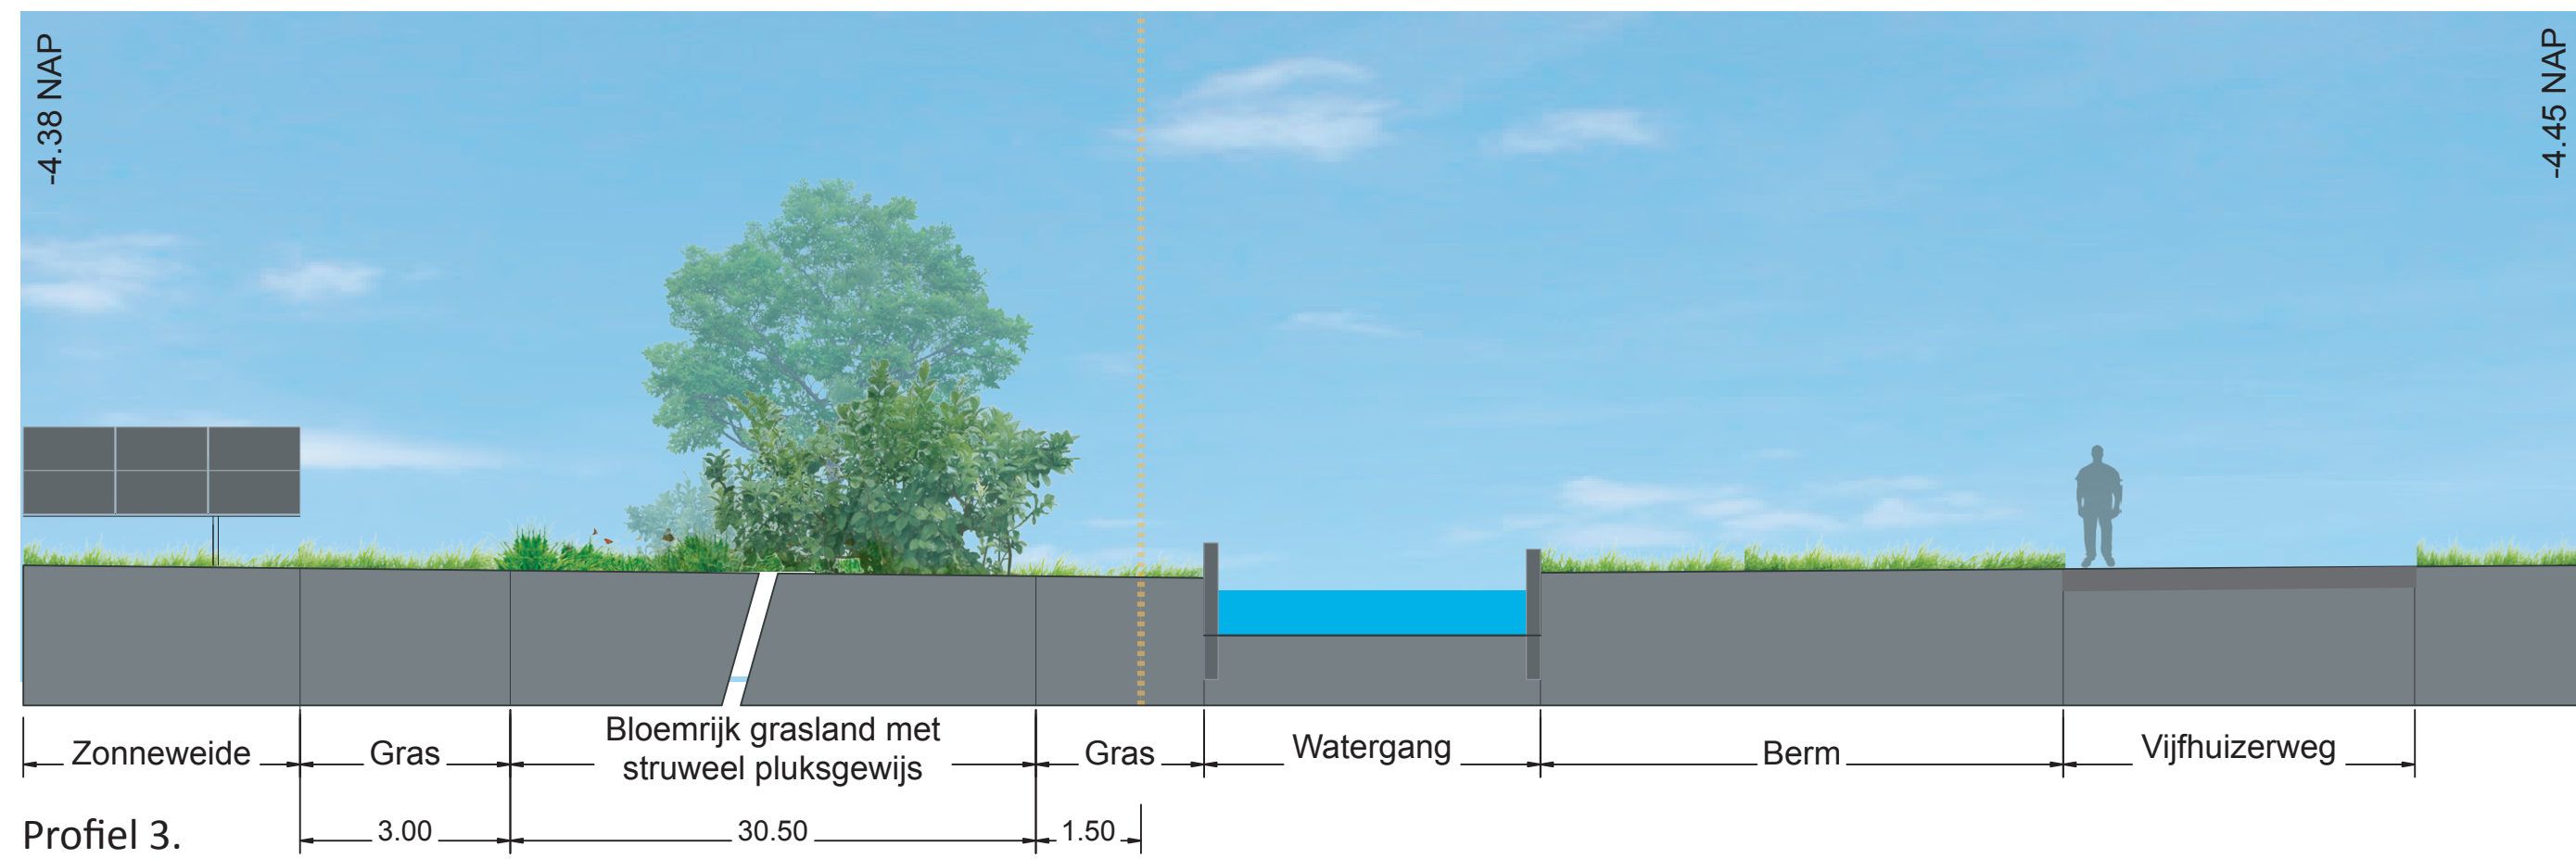 -4.38 NAP
-4.45 NAP
Zonneweide
Gras
Bloemrijk grasland met
struweel pluksgewijs
Gras
Watergang
Berm
Vijfhuizerweg
Profiel 3.
3.00
30.50
1.50